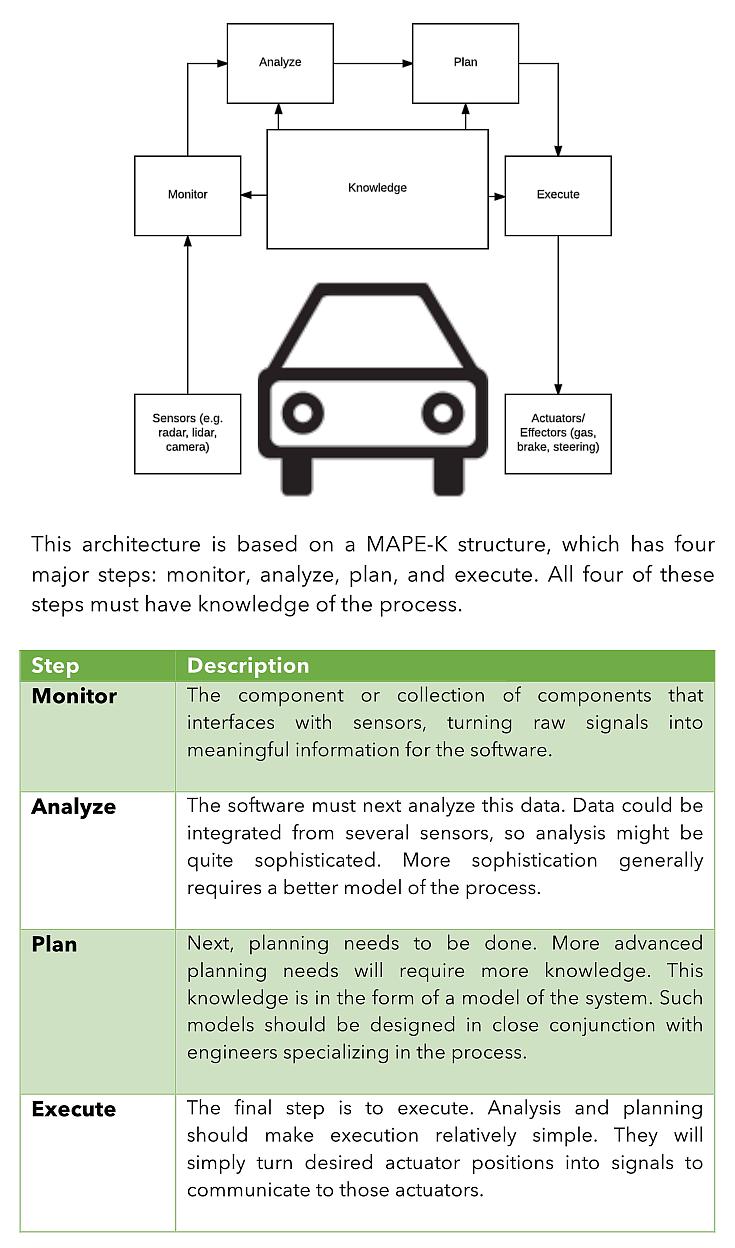 Analyze
Plan
Monitor
Knowledge
Execute
Sensors (e.g.
radar, lidar,
camera)
Actuators/
Effectors (gas,
brake, steering)
This architecture is based on a MAPE-K structure, which has four
major steps: monitor, analyze, plan, and execute. All four of these
steps must have knowledge of the process.
Step Description
Monitor The component or collection of components that
interfaces with sensors, turning raw signals into
meaningful information for the software.
Analyze The software must next analyze this data. Data could be
integrated from several sensors, so analysis might be
quite sophisticated. More sophistication generally
requires a better model of the process.
Plan Next, planning needs to be done. More advanced
planning needs will require more knowledge. This
knowledge is in the form of a model of the system. Such
models should be designed in close conjunction with
engineers specializing in the process.
Execute The final step is to execute. Analysis and planning
should make execution relatively simple. They will
simply turn desired actuator positions into signals to
communicate to those actuators.